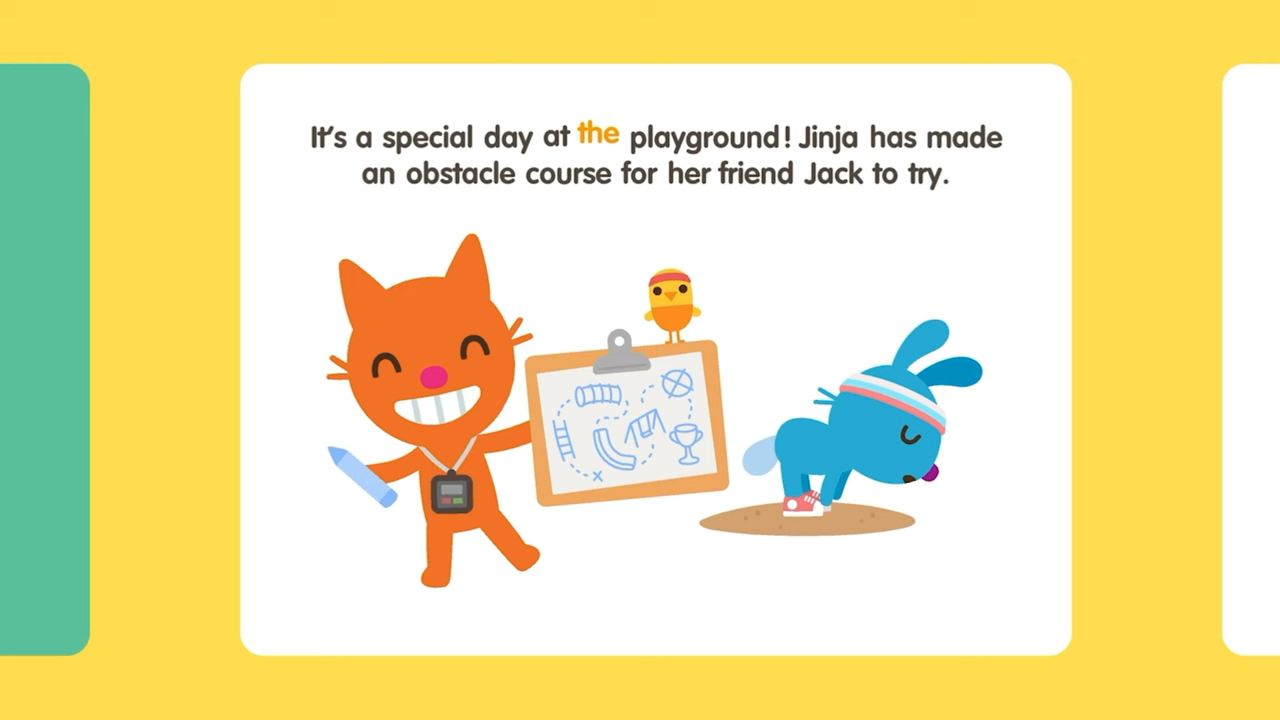 It's a special day at the playground! Jinja has made
an obstacle course for her friend Jack to try.